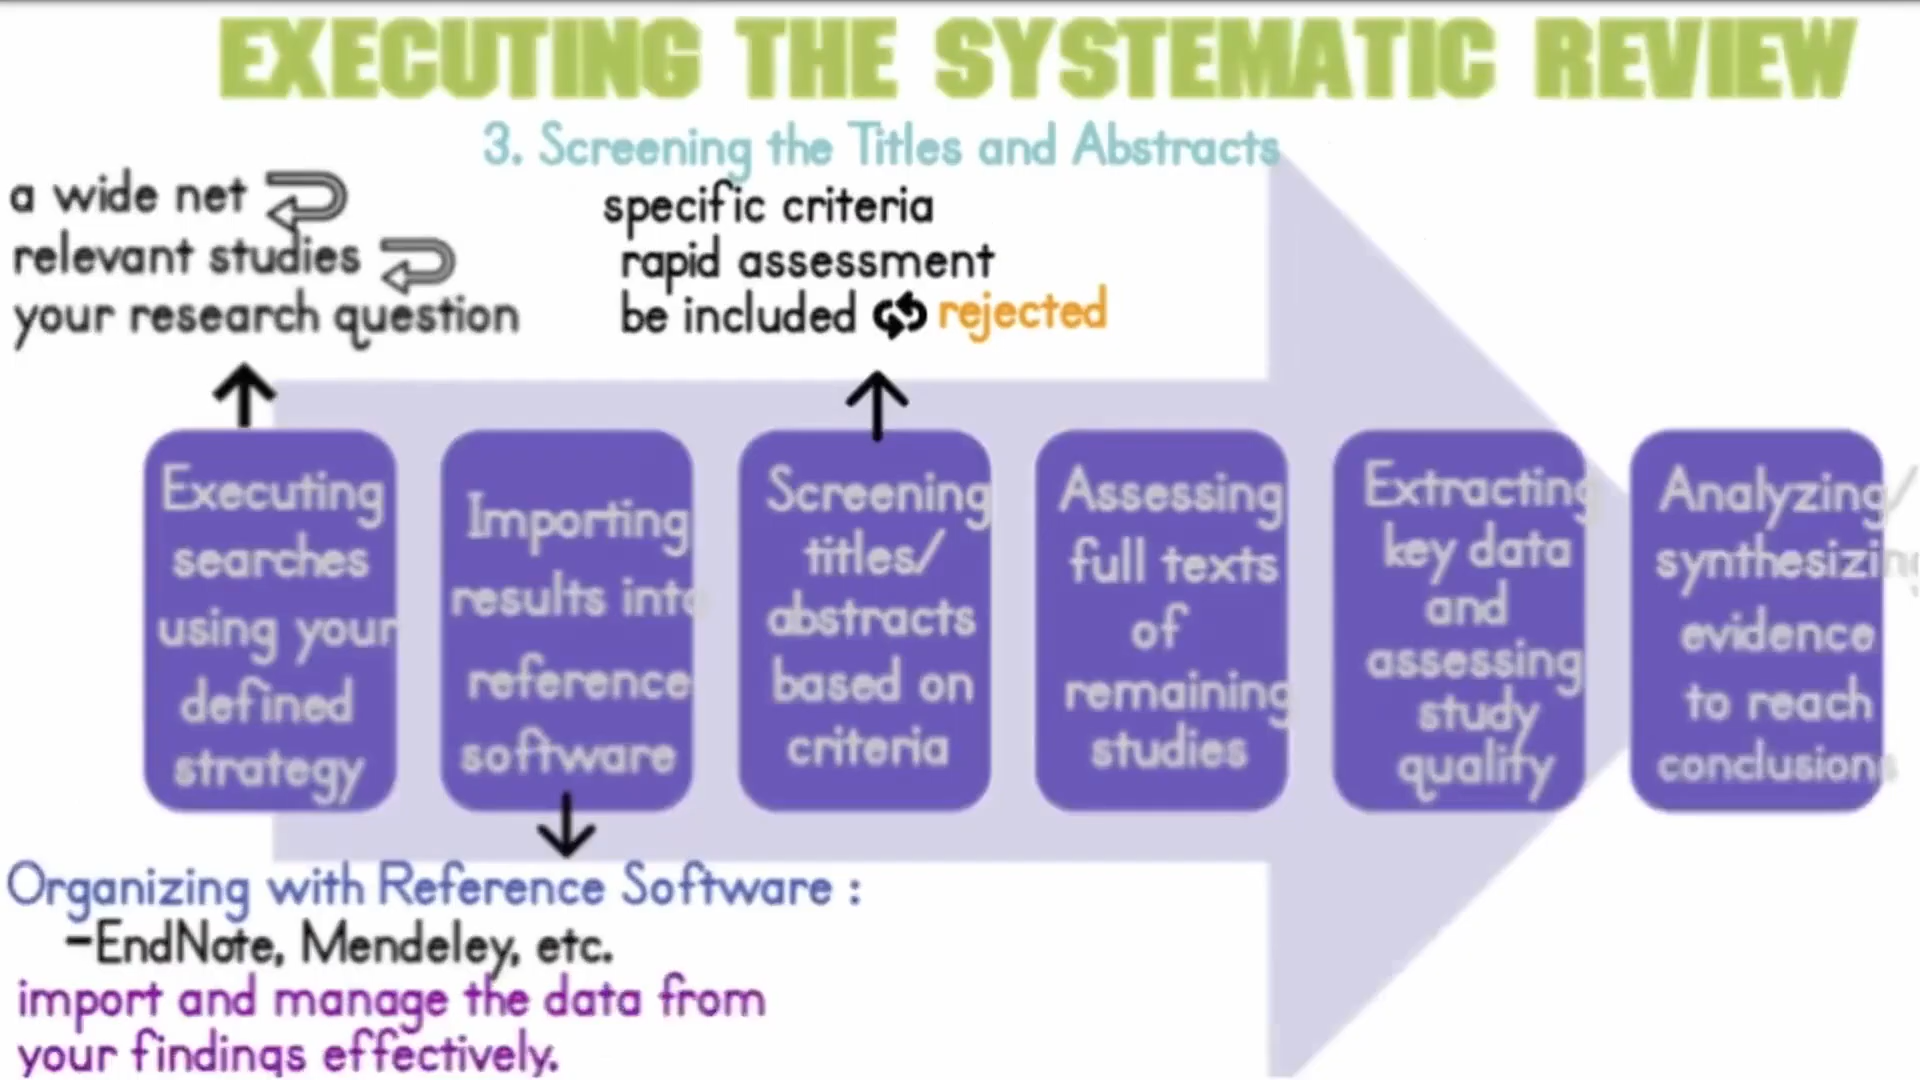 EXECUTING THE SYSTEMATIC REVIEW
3. Screening the Titles and Abstracts
a wide net
relevant studies
your research question
specific criteria
rapid assessment
be included rejected
Executing
searches
using your
defined
strategy
Importing
results into
reference
software
Screening
titles/
abstracts
based on
criteria
Assessing
full texts
of
remaining
studies
Extracting
key data
and
assessing
study
quality
Analyzing/
synthesizing
evidence
to reach
conclusions
Organizing with Reference Software :
-EndNote, Mendeley, etc.
import and manage the data from
your findings effectively.